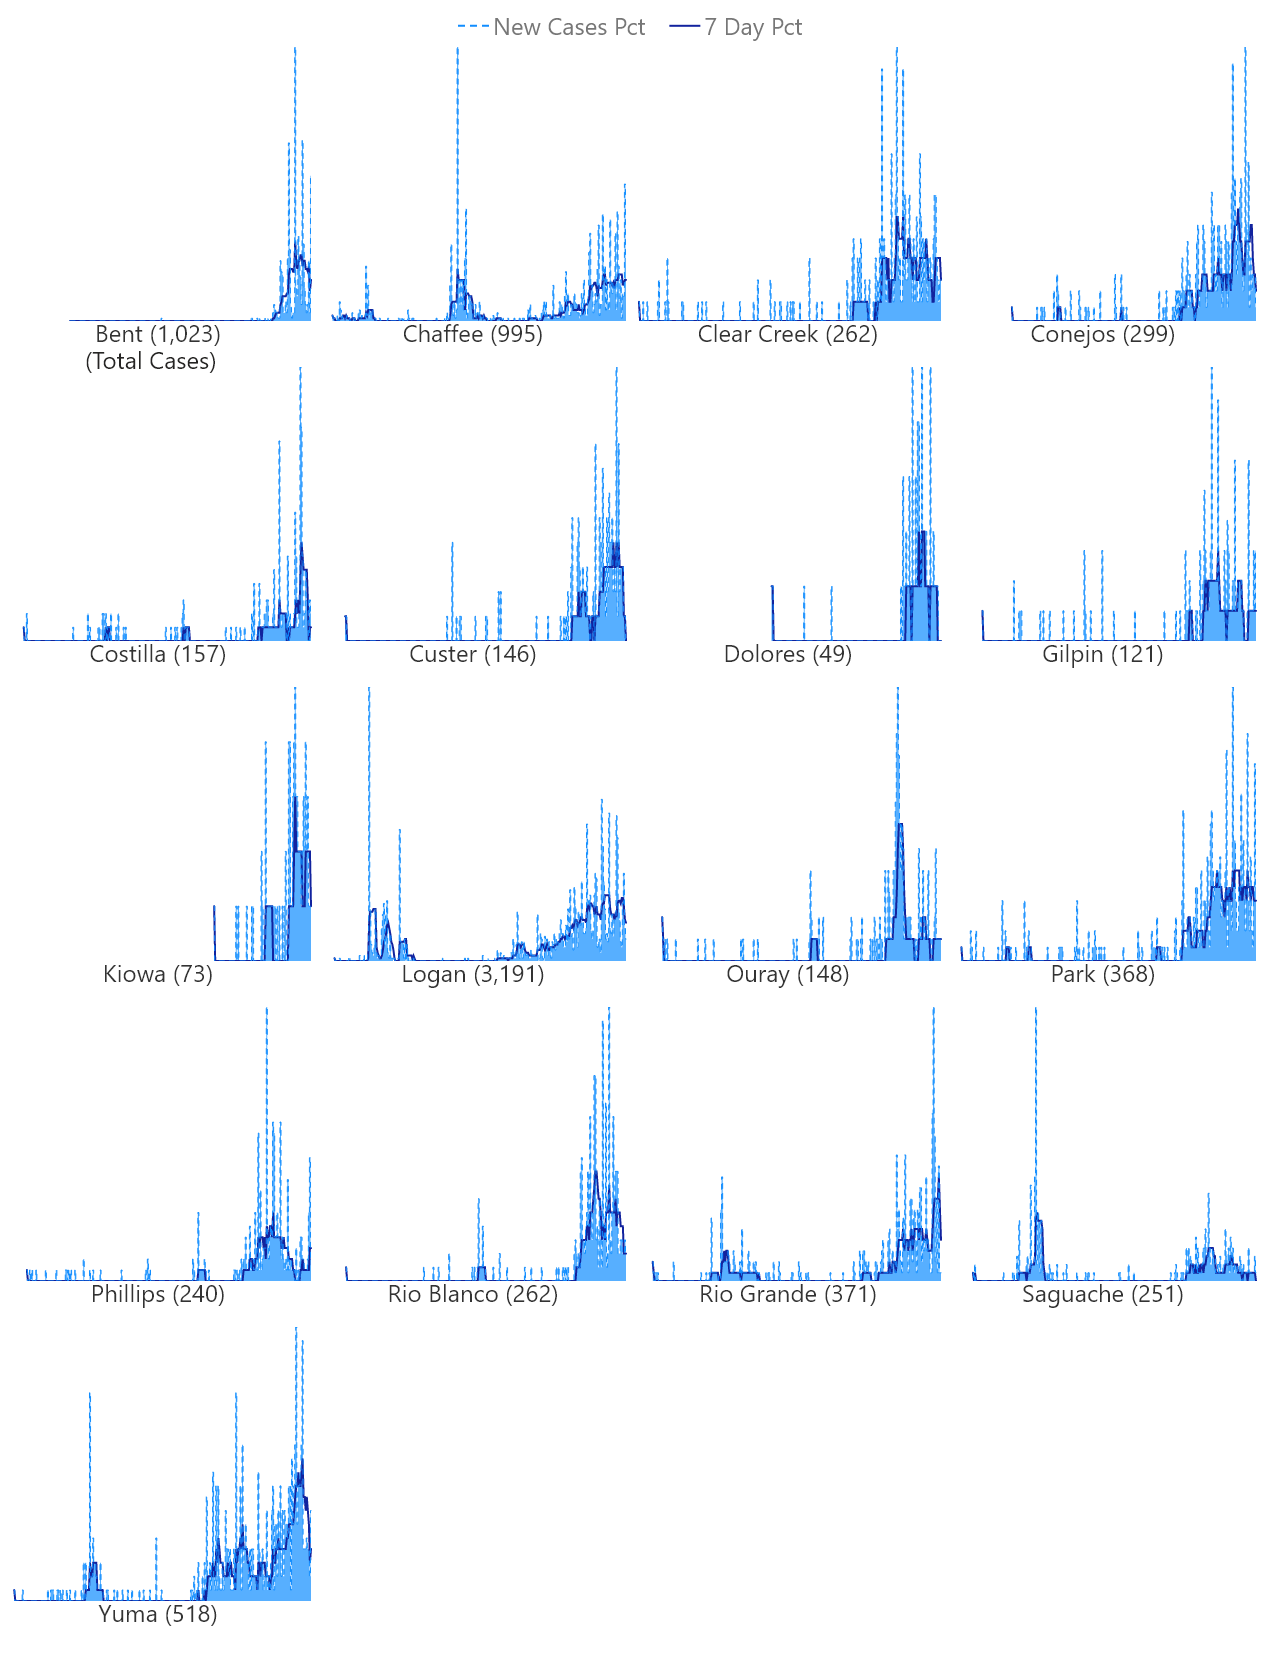 New Cases Pct 7 Day Pct
Bent (1,023) Chaffee (995) Clear Creek (262) Conejos (299)
(Total Cases)
Costilla (157) Custer (146) Dolores (49) Gilpin (121)
Kiowa (73) Logan (3,191) Ouray (148) Park (368)
Phillips (240) Rio Blanco (262) Rio Grande (371) Saguache (251)
Yuma (518)